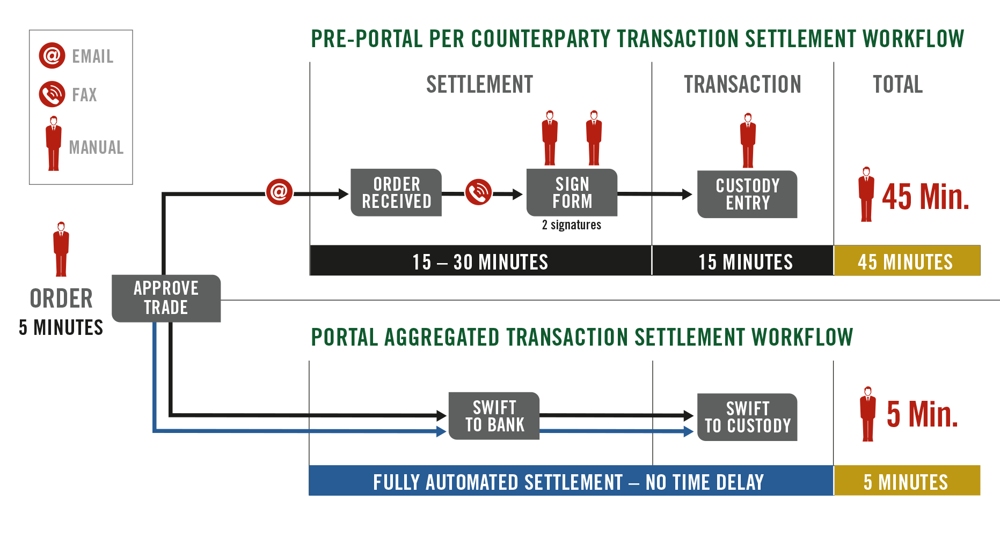 EMAIL
FAX
MANUAL
ORDER
5 MINUTES
APPROVE
TRADE
PRE-PORTAL PER COUNTERPARTY TRANSACTION SETTLEMENT WORKFLOW
SETTLEMENT
TRANSACTION
TOTAL
ORDER
RECEIVED
SIGN
FORM
2 signatures
CUSTODY
ENTRY
45 Min.
15 – 30 MINUTES
15 MINUTES
45 MINUTES
PORTAL AGGREGATED TRANSACTION SETTLEMENT WORKFLOW
SWIFT
TO BANK
SWIFT
TO CUSTODY
5 Min.
FULLY AUTOMATED SETTLEMENT – NO TIME DELAY
5 MINUTES